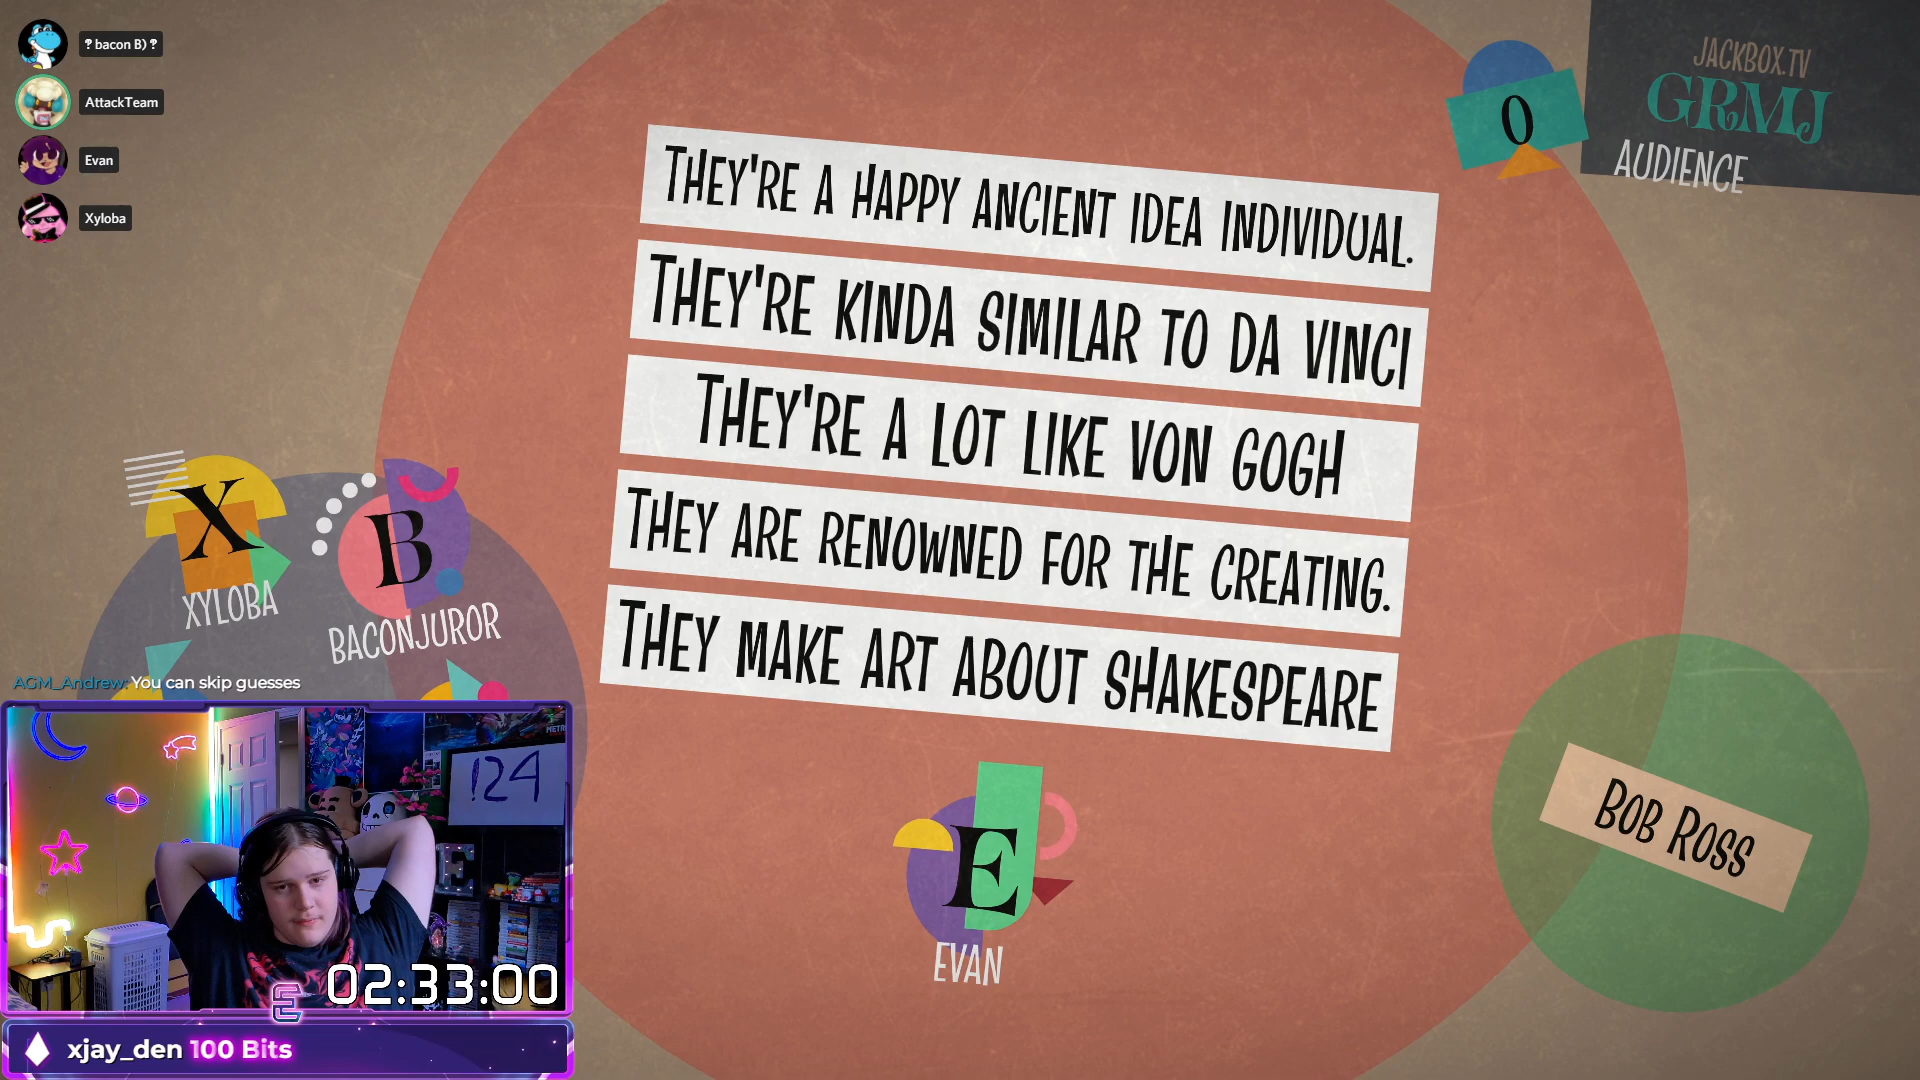 ? bacon B) ?
AttackTeam
Evan
Xyloba
JACKBOX.TV
GRMJ
AUDIENCE
0
THEY'RE A HAPPY ANCIENT IDEA INDIVIDUAL.
THEY'RE KINDA SIMILAR TO DA VINCI
THEY'RE A LOT LIKE VON GOGH
THEY ARE RENOWNED FOR THE CREATING.
THEY MAKE ART ABOUT SHAKESPEARE
X
XYLOBA
B
BACONJUROR
AGM_Andrew: You can skip guesses
124
E
02:33:00
E
xjay_den 100 Bits
E
EVAN
BOB ROSS